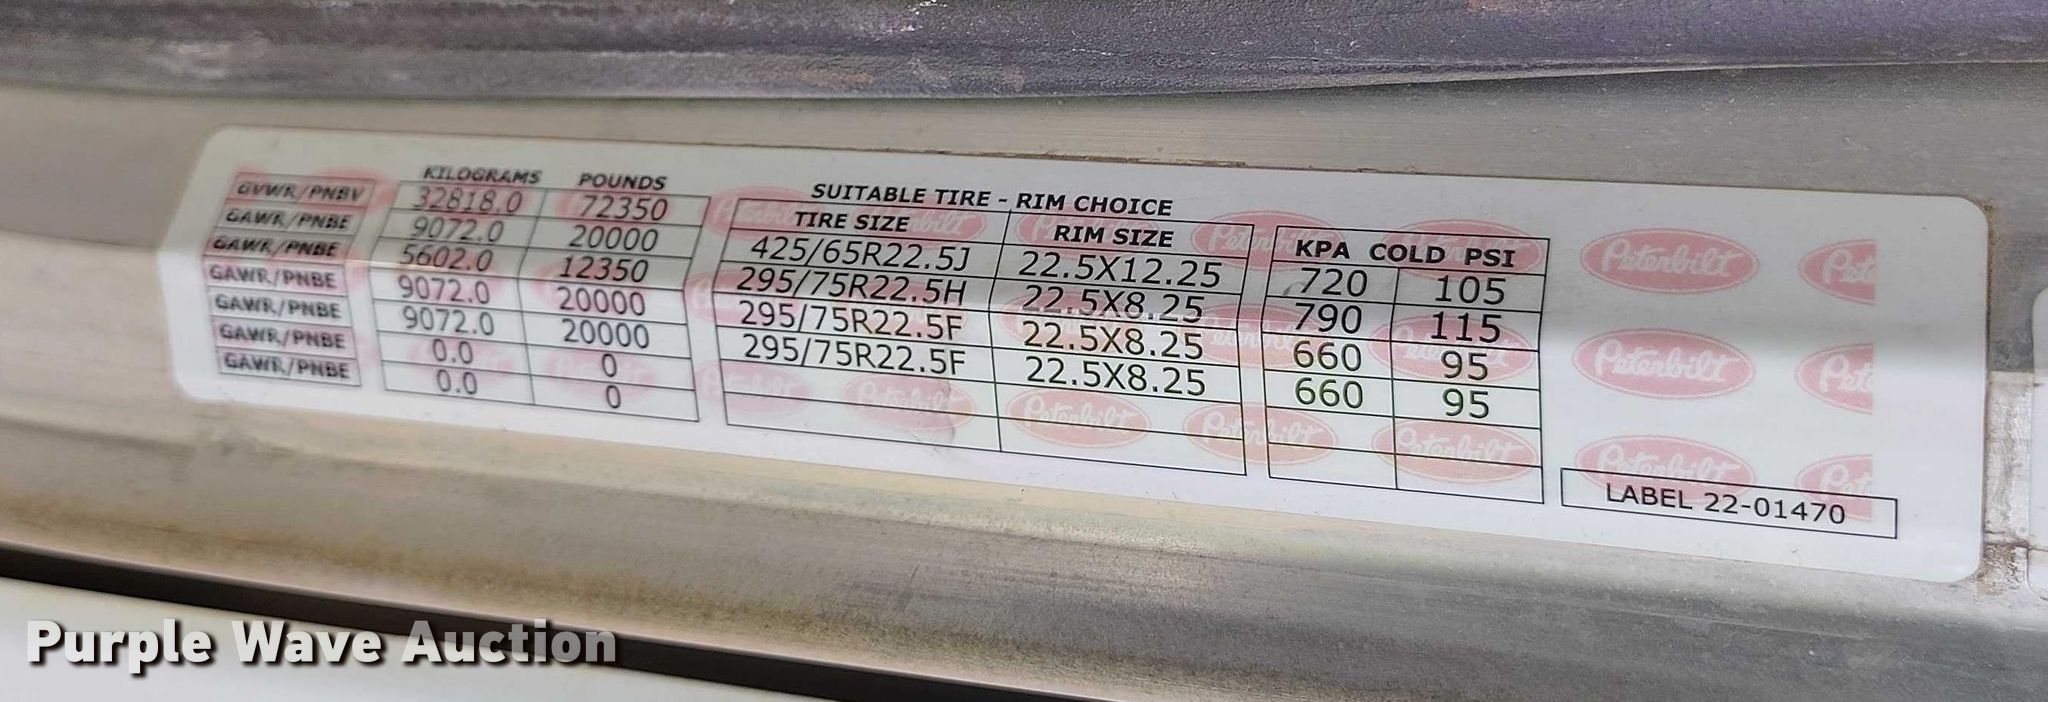 KILOGRAMS POUNDS
GVWR/PNBV 32818.0 72350
GAWR/PNBE 9072.0 20000
GAWR/PNBE 5602.0 12350
GAWR/PNBE 9072.0 20000
GAWR/PNBE 9072.0 20000
GAWR/PNBE 0.0 0
GAWR/PNBE 0.0 0
SUITABLE TIRE - RIM CHOICE
TIRE SIZE RIM SIZE KPA COLD PSI
425/65R22.5J 22.5X12.25 720 105
295/75R22.5H 22.5X8.25 790 115
295/75R22.5F 22.5X8.25 660 95
295/75R22.5F 22.5X8.25 660 95
Peterbilt
Peterbilt
Peterbilt
LABEL 22-01470
Purple Wave Auction